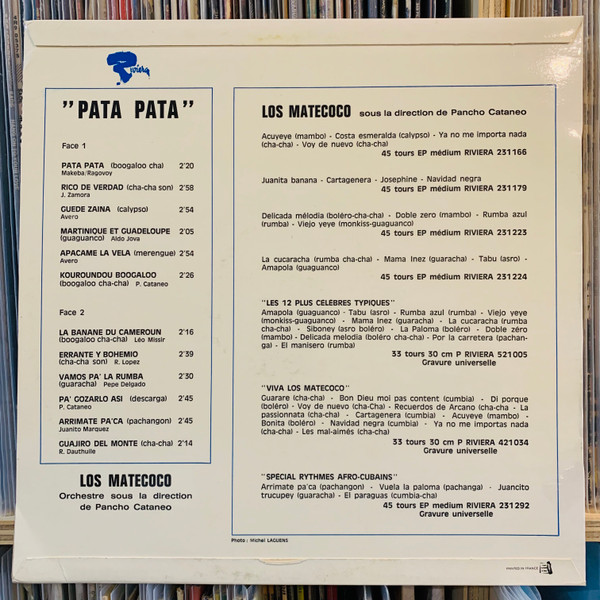 Riviera
"PATA PATA"
Face 1
PATA PATA (boogaloo cha) 2'20
Makeba/Ragovoy
RICO DE VERDAD (cha-cha son) 2'58
J. Zamora
GUEDE ZAINA (calypso) 2'54
Avero
MARTINIQUE ET GUADELOUPE 2'05
(guaguanco) Aldo Jova
APACAME LA VELA (merengue) 2'54
Avero
KOUROUNDOU BOOGALOO 2'26
(boogaloo cha-cha) P. Cataneo
Face 2
LA BANANE DU CAMEROUN 2'16
(boogaloo cha-cha) Léo Missir
ERRANTE Y BOHEMIO 2'39
(cha-cha son) R. Lopez
VAMOS PA' LA RUMBA 2'30
(guaracha) Pepe Delgado
PA' GOZARLO ASI (descarga) 2'45
P. Cataneo
ARRIMATE PA'CA (pachangon) 2'45
Juanito Marquez
GUAJIRO DEL MONTE (cha-cha) 2'14
R. Dauthulle
LOS MATECOCO
Orchestre sous la direction
de Pancho Cataneo
LOS MATECOCO sous la direction de Pancho Cataneo
Acuyeye (mambo) - Costa esmeralda (calypso) - Ya no me importa nada
(cha-cha) - Voy de nuevo (cha-cha)
45 tours EP médium RIVIERA 231166
Juanita banana - Cartagenera - Josephine - Navidad negra
45 tours EP médium RIVIERA 231179
Delicada mélodia (boléro-cha-cha) - Doble zero (mambo) - Rumba azul
(rumba) - Viejo yeye (monkiss-guaguanco)
45 tours EP médium RIVIERA 231223
La cucaracha (rumba cha-cha) - Mama Inez (guaracha) - Tabu (asro) -
Amapola (guaguanco)
45 tours EP médium RIVIERA 231224
"LES 12 PLUS CELEBRES TYPIQUES"
Amapola (guaguanco) - Tabu (asro) - Rumba azul (rumba) - Viejo yeye
(monkiss-guaguanco) - Mama Inez (guaracha) - La cucaracha (rumba
cha-cha) - Siboney (asro boléro) - La Paloma (boléro) - Doble zéro
(mambo) - Delicada melodia (boléro cha-cha) - Por la carretera (pachan-
ga) - El manisero (rumba)
33 tours 30 cm P RIVIERA 521005
Gravure universelle
"VIVA LOS MATECOCO"
Guarare (cha-cha) - Bon Dieu moi pas content (cumbia) - Di porque
(boléro) - Voy de nuevo (cha-cha) - Recuerdos de Arcano (cha-cha) - La
passionnata (cha-cha) - Cartagenera (cumbia) - Acuyeye (mambo) -
Bonita (boléro) - Navidad negra (cumbia) - Ya no me importas nada
(cha-cha) - Les mal-aimés (cha-cha)
33 tours 30 cm P RIVIERA 421034
Gravure universelle
"SPECIAL RYTHMES AFRO-CUBAINS"
Arrimate pa'ca (pachangon) - Vuela la paloma (pachanga) - Juancito
trucupey (guaracha) - El paraguas (cumbia-cha)
45 tours EP medium RIVIERA 231292
Gravure universelle
Photo : Michel LAGUENS